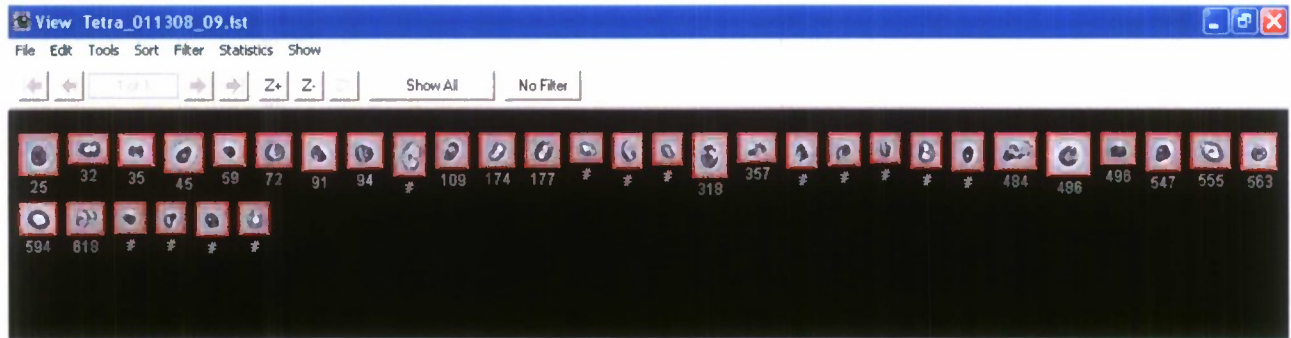 View Tetra_011308_09.tst
File Edit Tools Sort Filter Statistics Show
Z+ Z- Show All No Filter
25 32 35 45 59 72 91 94 # 109 174 177 # # # 318 357 # # # # # 484 486 496 547 555 563
594 618 # # # #